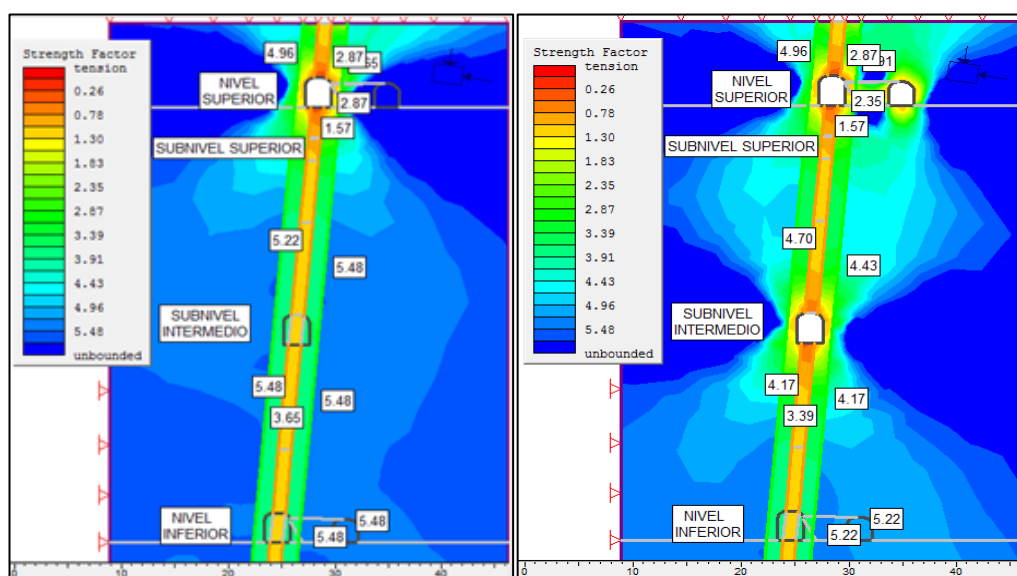 Strength Factor
tension
0.26
0.78
1.30
1.83
2.35
2.87
3.39
3.91
4.43
4.96
5.48
unbounded
4.96
2.87
NIVEL
SUPERIOR
2.87
1.57
SUBNIVEL SUPERIOR
5.22
5.48
SUBNIVEL
INTERMEDIO
5.48
5.48
3.65
NIVEL
INFERIOR
5.48
5.48
10
20
30
40
Strength Factor
tension
0.26
0.78
1.30
1.83
2.35
2.87
3.39
3.91
4.43
4.96
5.48
unbounded
4.96
2.87
NIVEL
SUPERIOR
2.35
1.57
SUBNIVEL SUPERIOR
4.70
4.43
SUBNIVEL
INTERMEDIO
4.17
4.17
3.39
NIVEL
INFERIOR
5.22
5.22
10
20
30
40